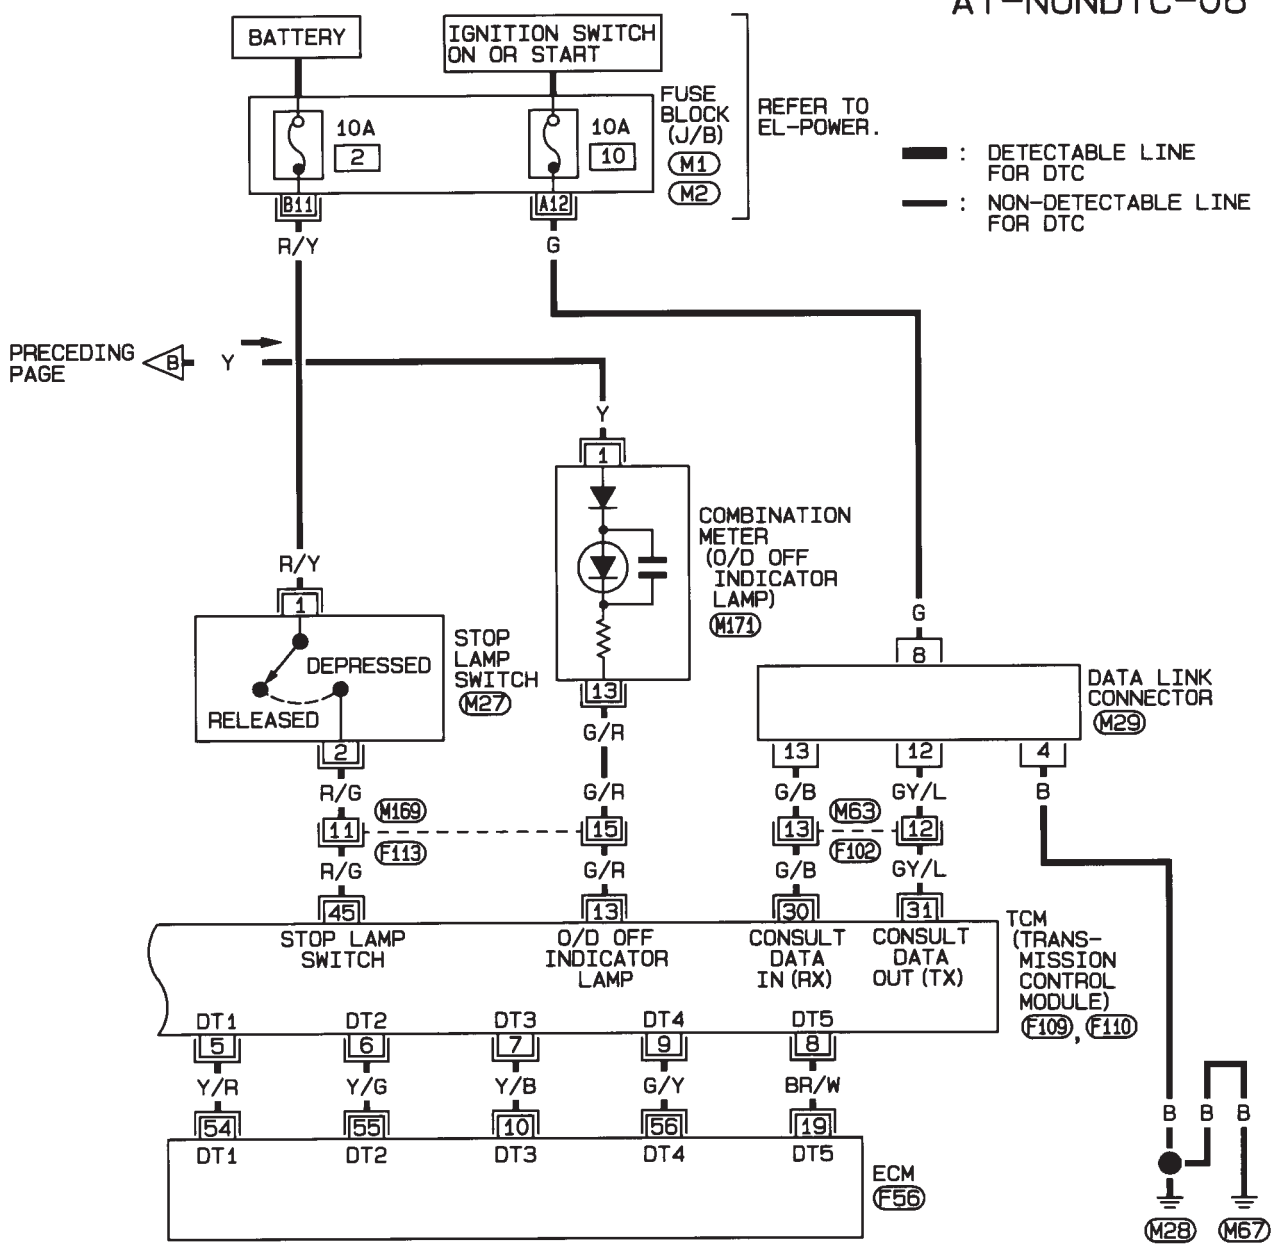 AT-NONDTC-06
BATTERY
IGNITION SWITCH
ON OR START
FUSE
BLOCK
(J/B)
M1
M2
REFER TO
EL-POWER.
10A
2
10A
10
B11
A12
: DETECTABLE LINE
FOR DTC
: NON-DETECTABLE LINE
FOR DTC
R/Y
G
PRECEDING
PAGE
B
Y
Y
1
COMBINATION
METER
(O/D OFF
INDICATOR
LAMP)
M171
R/Y
1
DEPRESSED
RELEASED
STOP
LAMP
SWITCH
M27
2
13
G
8
DATA LINK
CONNECTOR
M29
13
12
4
R/G
G/R
G/R
G/B
GY/L
B
M169
M63
11
15
13
12
F113
F102
R/G
G/R
G/B
GY/L
45
13
30
31
STOP LAMP
SWITCH
O/D OFF
INDICATOR
LAMP
CONSULT
DATA
IN (RX)
CONSULT
DATA
OUT (TX)
TCM
(TRANS-
MISSION
CONTROL
MODULE)
F109, F110
DT1
DT2
DT3
DT4
DT5
5
6
7
9
8
Y/R
Y/G
Y/B
G/Y
BR/W
54
55
10
56
19
DT1
DT2
DT3
DT4
DT5
ECM
F56
B
B
B
M28
M67